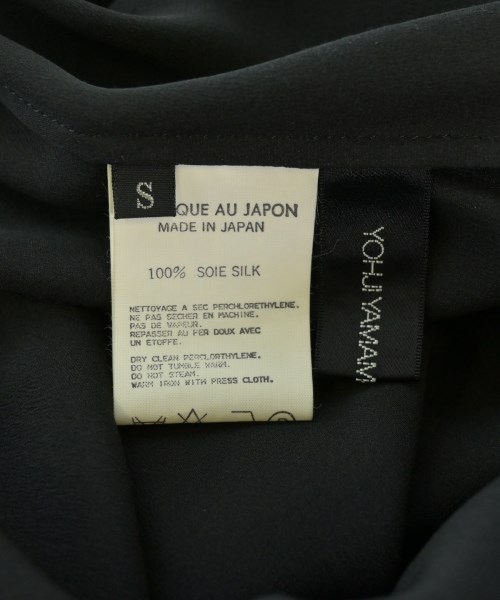 S
QUE AU JAPON
MADE IN JAPAN
100% SOIE SILK
NETTOYAGE A SEC PERCHLORETHYLENE.
NE PAS SECHER EN MACHINE.
PAS DE VAPEUR.
REPASSER AU FER DOUX AVEC
UN ETOFFE.
DRY CLEAN PERCLORTHYLENE.
DO NOT TUMBLE WARM.
DO NOT STEAM.
WARM IRON WITH PRESS CLOTH.
YOHJI YAMAM